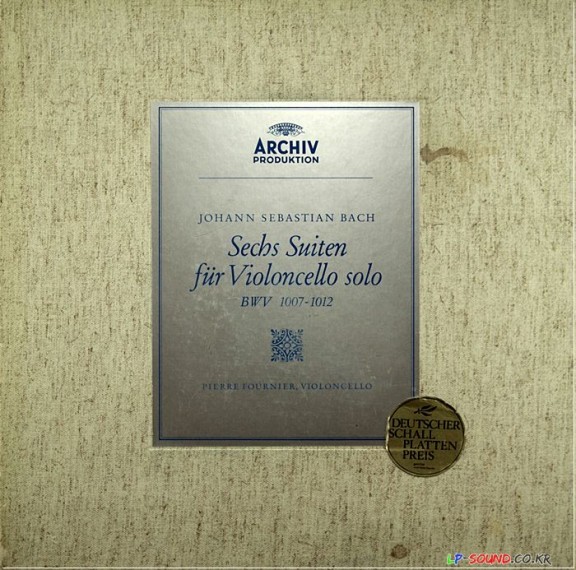 ARCHIV
PRODUKTION
JOHANN SEBASTIAN BACH
Sechs Suiten
für Violoncello solo
BWV 1007-1012
PIERRE FOURNIER, VIOLONCELLO
DEUTSCHER
SCHALL
PLATTEN
PREIS
LP-SOUND.CO.KR